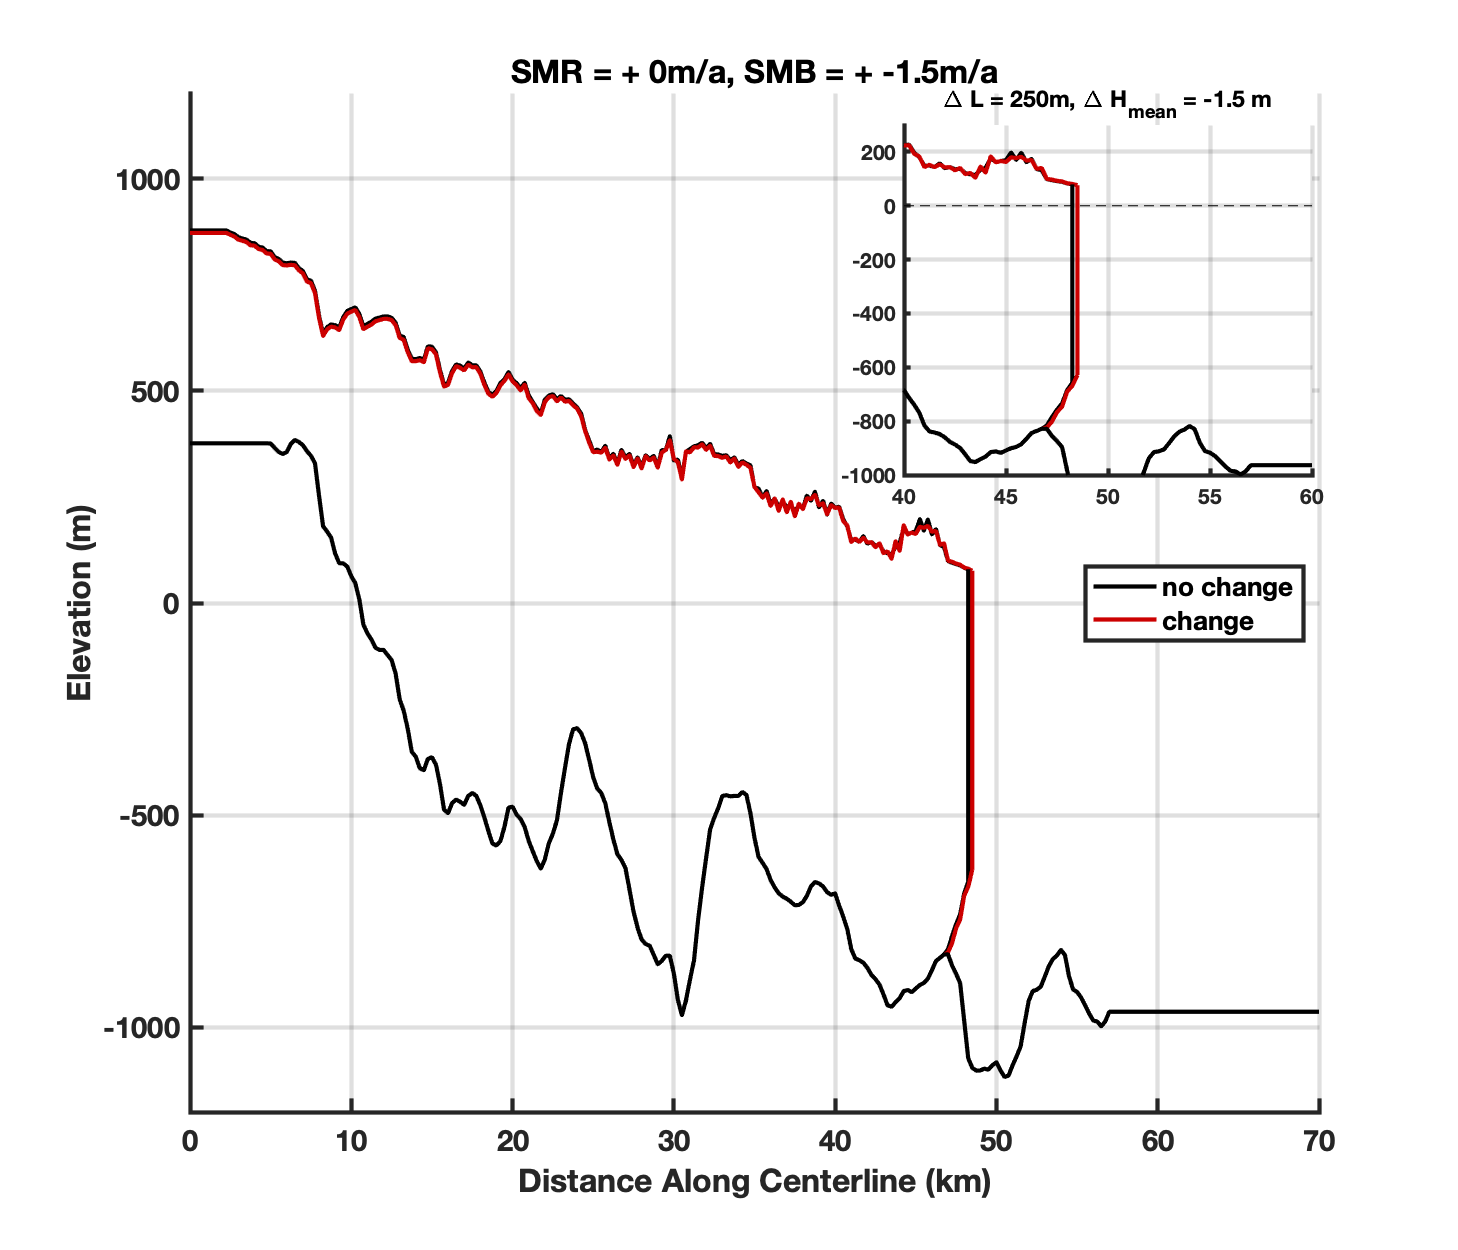 SMR = + 0m/a, SMB = + -1.5m/a
Δ L = 250m, Δ Hmean = -1.5 m
200
0
-200
-400
-600
-800
-1000
40 45 50 55 60
1000
500
0
-500
-1000
Elevation (m)
no change
change
0 10 20 30 40 50 60 70
Distance Along Centerline (km)